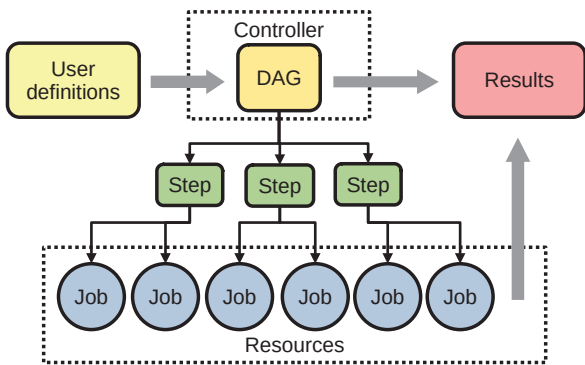 Controller
User
definitions
DAG
Results
Step
Step
Step
Job
Job
Job
Job
Job
Job
Resources